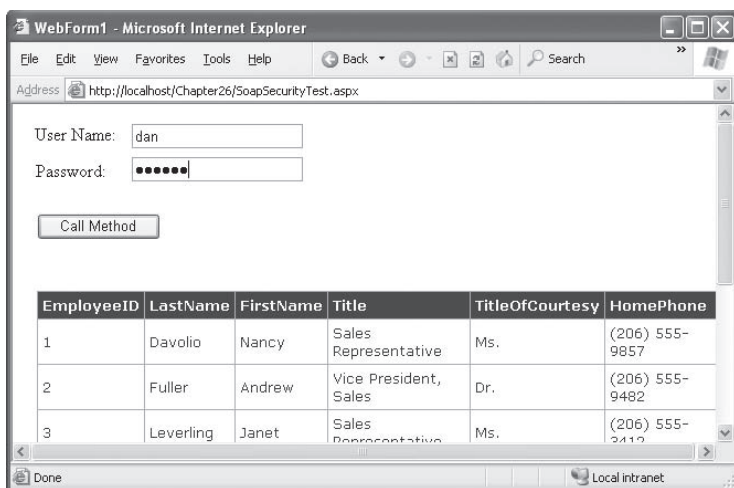 WebForm1 - Microsoft Internet Explorer
File Edit View Favorites Tools Help Back Search »
Address http://localhost/Chapter26/SoapSecurityTest.aspx
User Name: dan
Password: ••••••
Call Method
EmployeeID LastName FirstName Title TitleOfCourtesy HomePhone
1 Davolio Nancy Sales Representative Ms. (206) 555-9857
2 Fuller Andrew Vice President, Sales Dr. (206) 555-9482
3 Leverling Janet Sales Representative Ms. (206) 555-3412
Done Local intranet